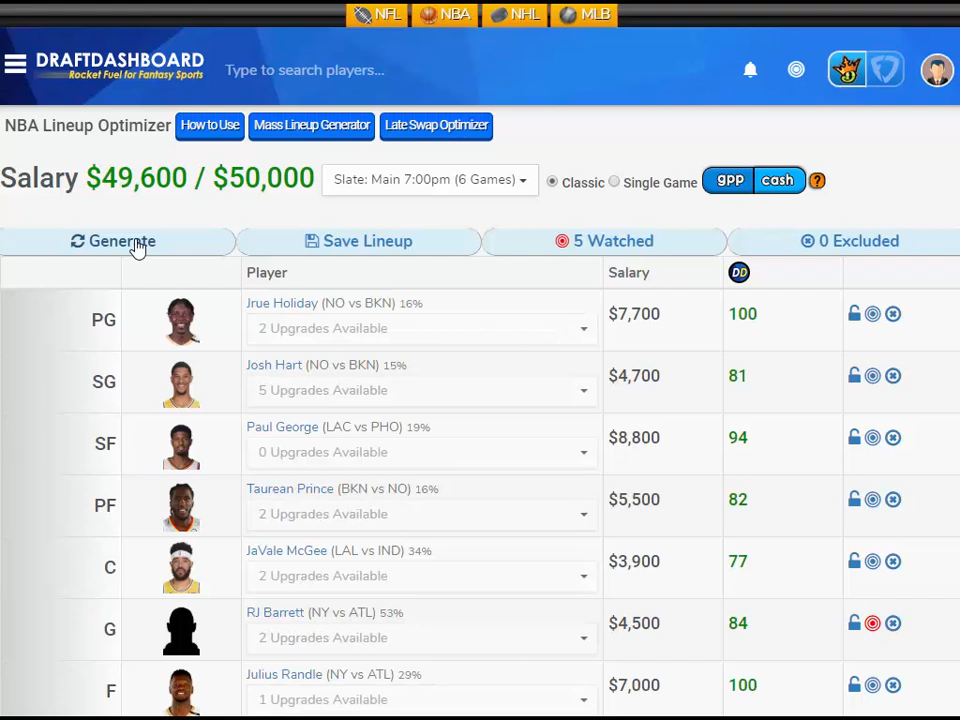 NFL NBA NHL MLB
DRAFTDASHBOARD
Rocket Fuel for Fantasy Sports
Type to search players...
NBA Lineup Optimizer How to Use Mass Lineup Generator Late Swap Optimizer
Salary $49,600 / $50,000 Slate: Main 7:00pm (6 Games) Classic Single Game gpp cash ?
Generate Save Lineup 5 Watched 0 Excluded
Player Salary DD
PG Jrue Holiday (NO vs BKN) 16% $7,700 100
2 Upgrades Available
SG Josh Hart (NO vs BKN) 15% $4,700 81
5 Upgrades Available
SF Paul George (LAC vs PHO) 19% $8,800 94
0 Upgrades Available
PF Taurean Prince (BKN vs NO) 16% $5,500 82
2 Upgrades Available
C JaVale McGee (LAL vs IND) 34% $3,900 77
2 Upgrades Available
G RJ Barrett (NY vs ATL) 53% $4,500 84
2 Upgrades Available
F Julius Randle (NY vs ATL) 29% $7,000 100
1 Upgrades Available